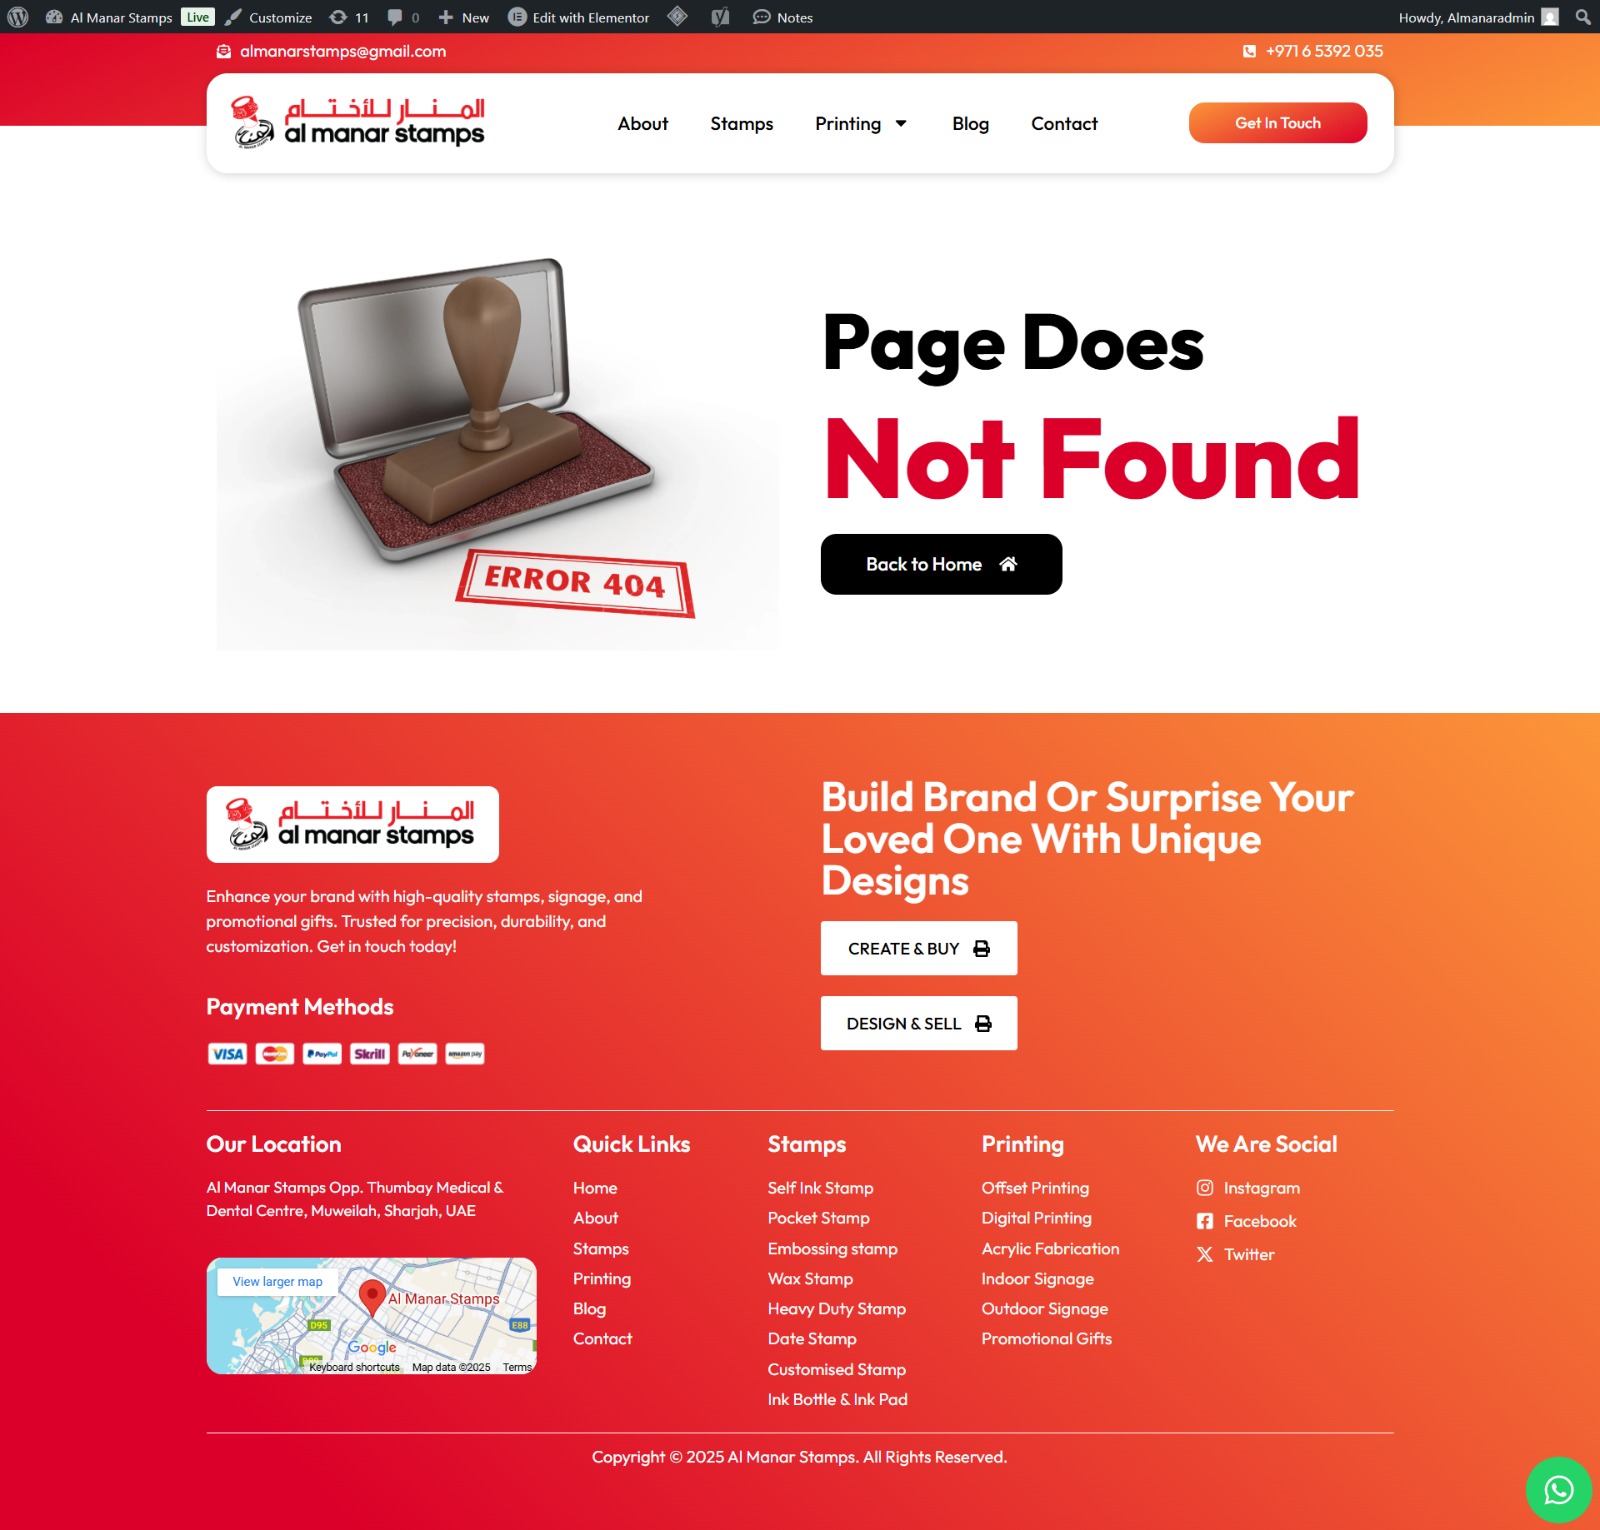 Al Manar Stamps Live Customize 11 0 New Edit with Elementor Notes Howdy, Almanaradmin
almanarstamps@gmail.com +971 6 5392 035
المنار للأختام
al manar stamps
About Stamps Printing Blog Contact Get In Touch
Page Does
Not Found
Back to Home
ERROR 404
المنار للأختام
al manar stamps
Enhance your brand with high-quality stamps, signage, and
promotional gifts. Trusted for precision, durability, and
customization. Get in touch today!
Payment Methods
VISA MasterCard PayPal Skrill Payoneer amazon pay
Build Brand Or Surprise Your
Loved One With Unique
Designs
CREATE & BUY
DESIGN & SELL
Our Location
Al Manar Stamps Opp. Thumbay Medical &
Dental Centre, Muweilah, Sharjah, UAE
View larger map
Al Manar Stamps
D95
E88
Google
Keyboard shortcuts Map data ©2025 Terms
Quick Links
Home
About
Stamps
Printing
Blog
Contact
Stamps
Self Ink Stamp
Pocket Stamp
Embossing stamp
Wax Stamp
Heavy Duty Stamp
Date Stamp
Customised Stamp
Ink Bottle & Ink Pad
Printing
Offset Printing
Digital Printing
Acrylic Fabrication
Indoor Signage
Outdoor Signage
Promotional Gifts
We Are Social
Instagram
Facebook
Twitter
Copyright © 2025 Al Manar Stamps. All Rights Reserved.